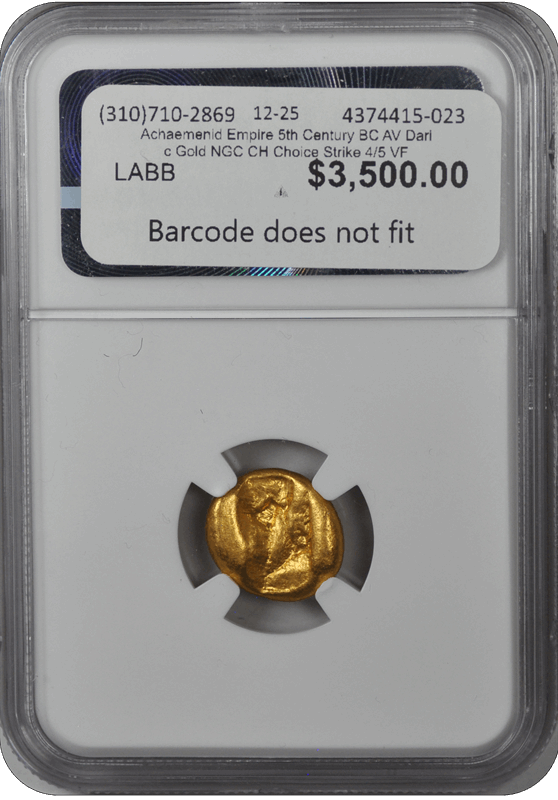 (310)710-2869 12-25 4374415-023
Achaemenid Empire 5th Century BC AV Dari
c Gold NGC CH Choice Strike 4/5 VF
LABB $3,500.00
Barcode does not fit